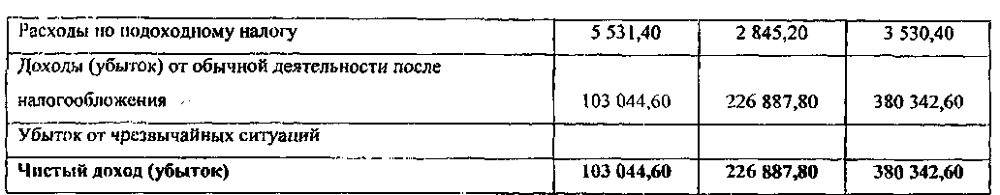 Расходы по подоходному налогу 5 531,40 2 845,20 3 530,40
Доходы (убыток) от обычной деятельности после
налогообложения 103 044,60 226 887,80 380 342,60
Убыток от чрезвычайных ситуаций
Чистый доход (убыток) 103 044,60 226 887,80 380 342,60